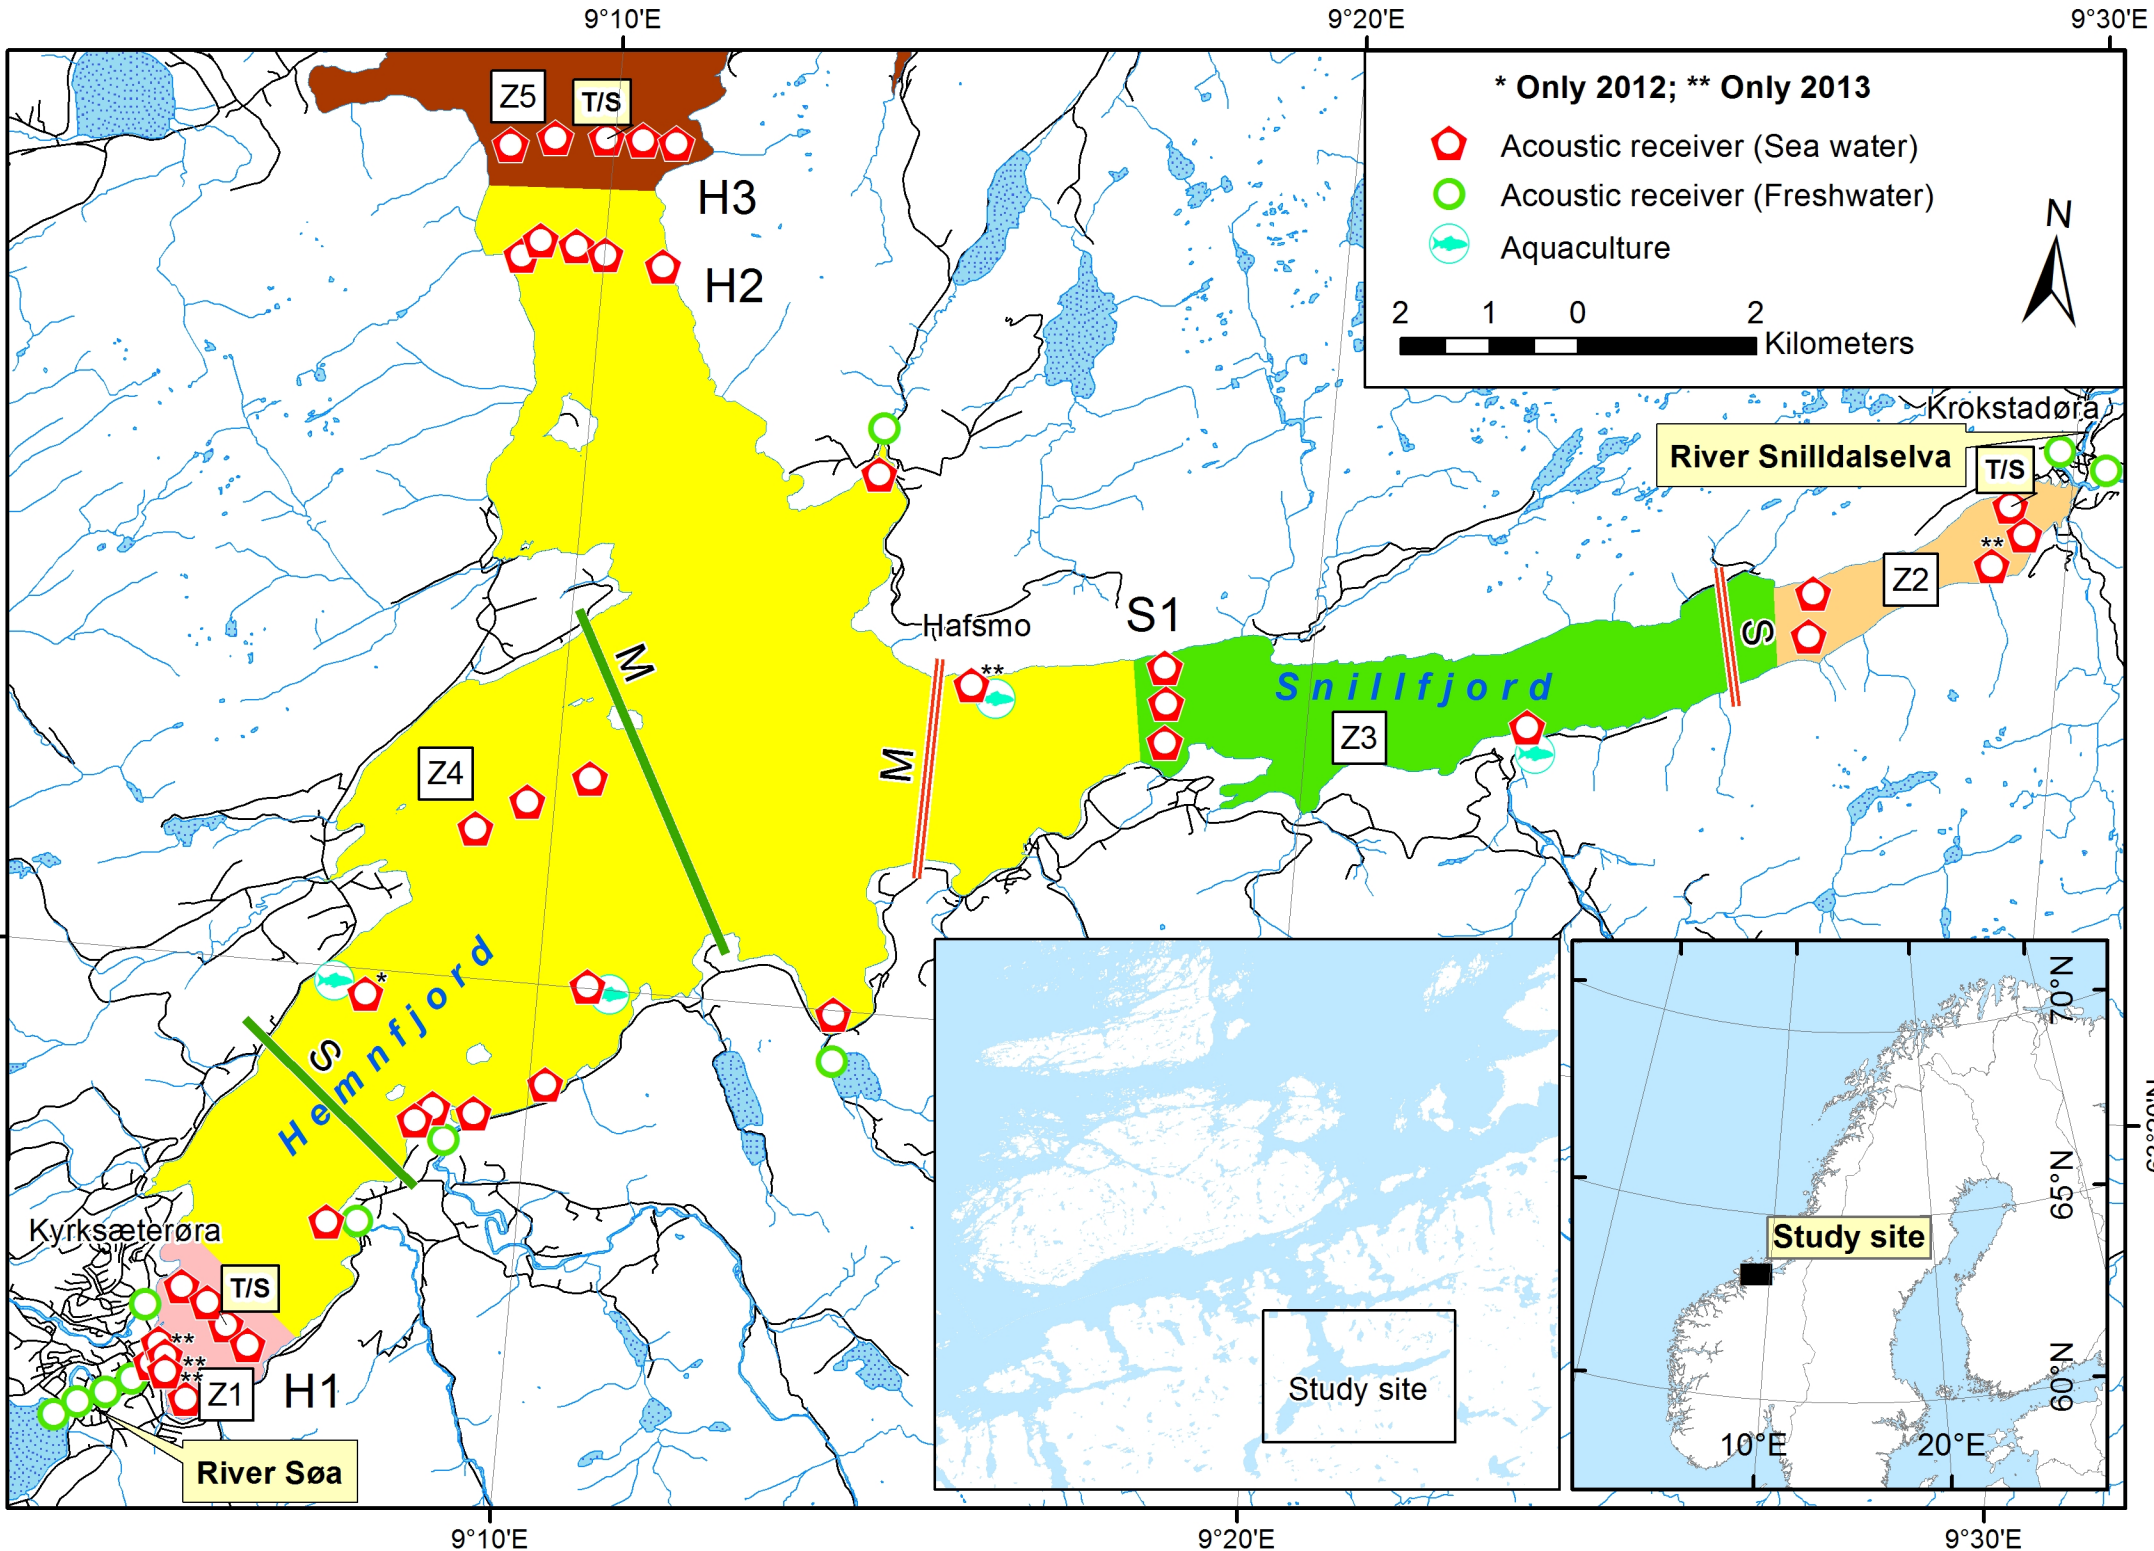 9°10'E
9°20'E
9°30'E
* Only 2012; ** Only 2013
Acoustic receiver (Sea water)
Acoustic receiver (Freshwater)
Aquaculture
N
2 1 0 2
Kilometers
Z5
T/S
H3
H2
Krokstadøra
River Snilldalselva
T/S
**
Z2
S
Hafsmo
**
S1
Snillfjord
Z3
M
M
Z4
*
Hemnfjord
S
Kyrksæterøra
T/S
**
**
**
Z1
H1
River Søa
Study site
Study site
70°N
65°N
60°N
10°E
20°E
9°10'E
9°20'E
9°30'E